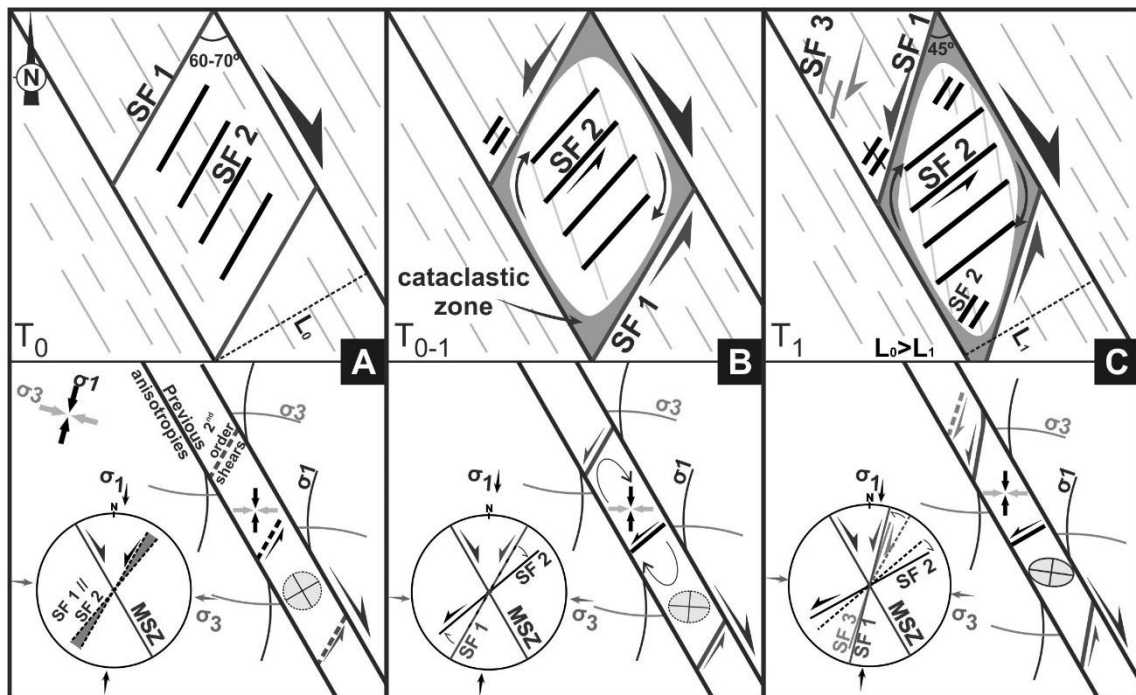 N
60-70º
SF 1
SF 2
L₀
T₀
A
SF 2
cataclastic
zone
SF 1
T₀₋₁
B
SF 3
SF 1
45º
SF 2
SF 2
L₁
T₁
L₀>L₁
C
σ1
σ3
Previous
anisotropies
2nd
order
shears
σ3
σ1
σ₁
N
SF 1 //
SF 2
MSZ
σ₃
σ3
σ1
σ₁
N
SF 2
SF 1
MSZ
σ₃
σ3
σ1
σ₁
N
SF 2
SF 3
SF 1
MSZ